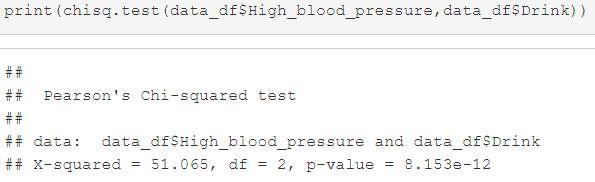 print(chisq.test(data_df$High_blood_pressure,data_df$Drink))
##
##  Pearson's Chi-squared test
##
## data:  data_df$High_blood_pressure and data_df$Drink
## X-squared = 51.065, df = 2, p-value = 8.153e-12